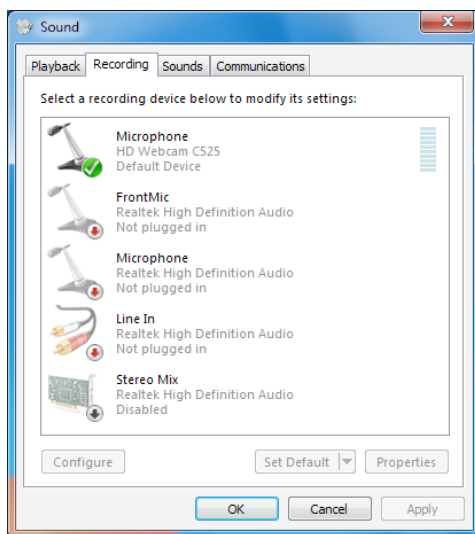 Sound
Playback Recording Sounds Communications
Select a recording device below to modify its settings:
Microphone
HD Webcam C525
Default Device
FrontMic
Realtek High Definition Audio
Not plugged in
Microphone
Realtek High Definition Audio
Not plugged in
Line In
Realtek High Definition Audio
Not plugged in
Stereo Mix
Realtek High Definition Audio
Disabled
Configure Set Default Properties
OK Cancel Apply